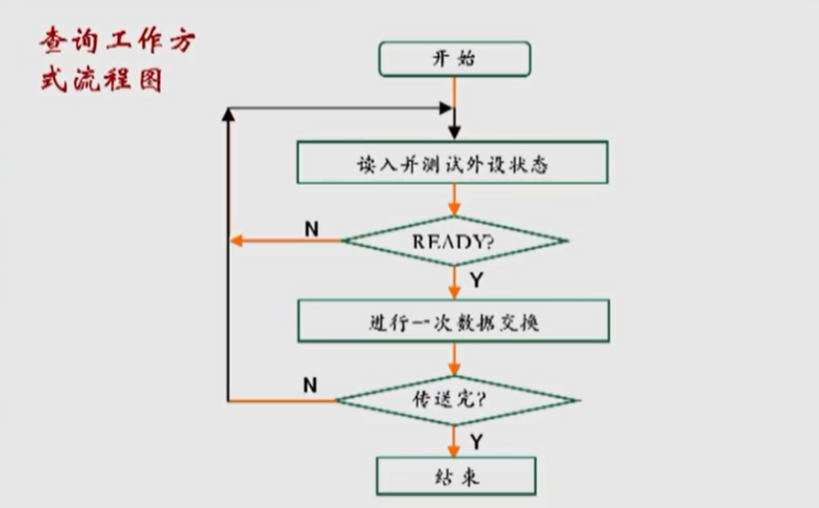 查询工作方
式流程图
开始
读入并测试外设状态
N
READY?
Y
进行一次数据交换
N
传送完?
Y
结束